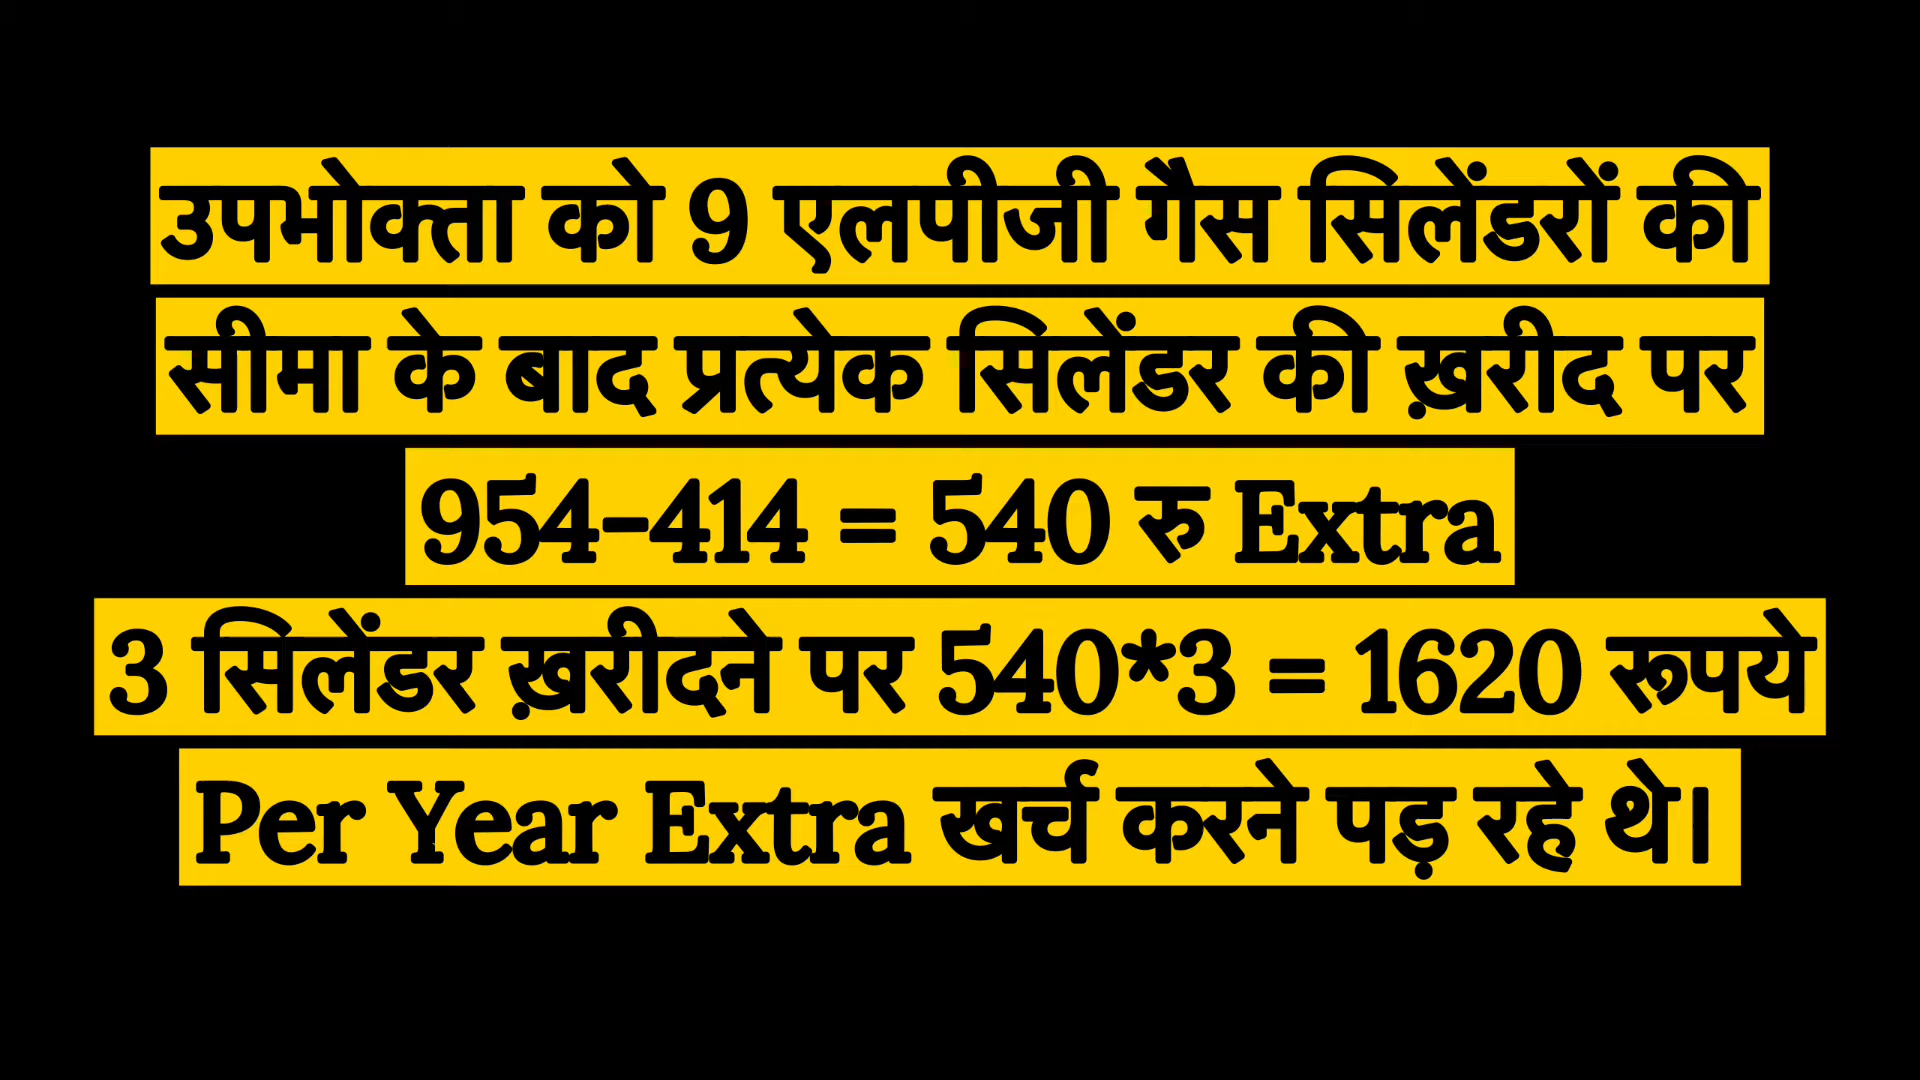 उपभोक्ता को 9 एलपीजी गैस सिलेंडरों की
सीमा के बाद प्रत्येक सिलेंडर की ख़रीद पर
954-414 = 540 रु Extra
3 सिलेंडर ख़रीदने पर 540*3 = 1620 रूपये
Per Year Extra खर्च करने पड़ रहे थे।